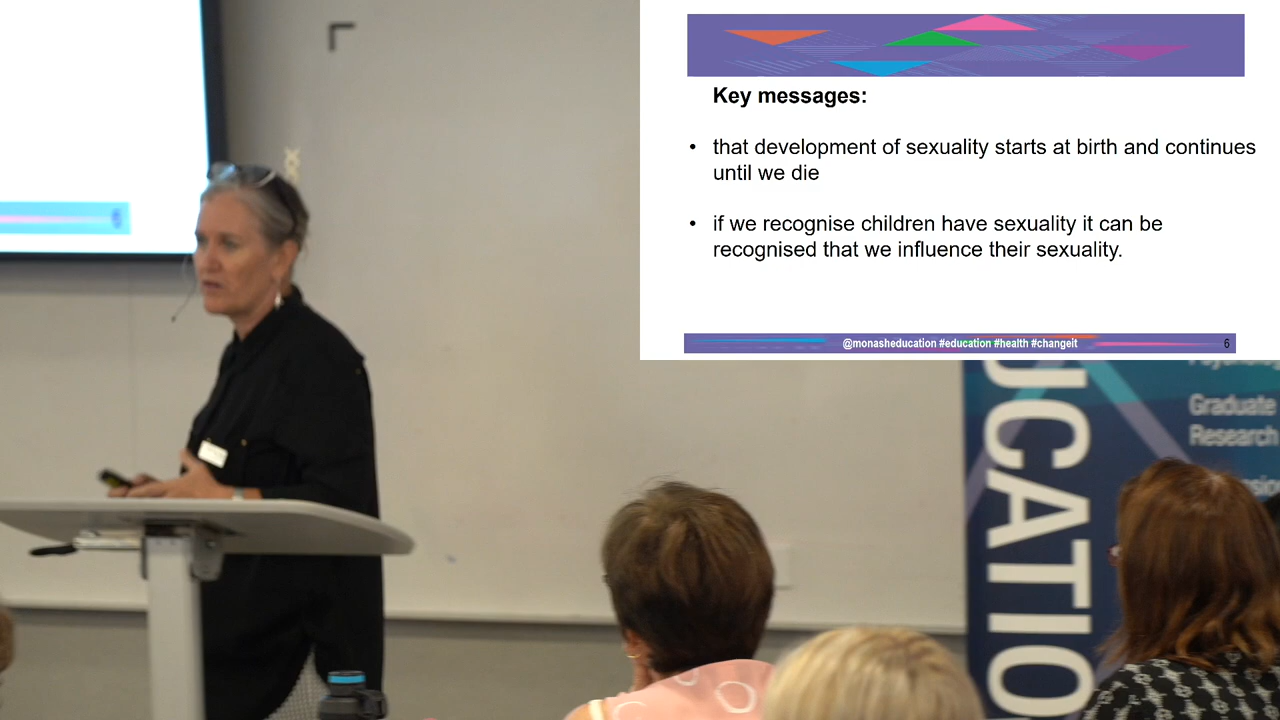 Key messages:
• that development of sexuality starts at birth and continues
until we die
• if we recognise children have sexuality it can be
recognised that we influence their sexuality.
@monasheducation #education #health #changeit
6
Graduate
Research